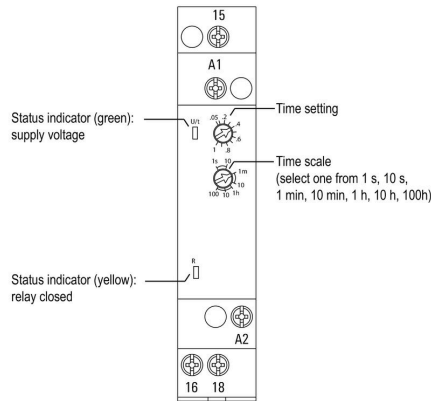 15
A1
Status indicator (green):
supply voltage
U/t
.05 .2
.4
.6
.8
1
Time setting
1s 10
1m
10
1h
10
100
Time scale
(select one from 1 s, 10 s,
1 min, 10 min, 1 h, 10 h, 100h)
Status indicator (yellow):
relay closed
R
A2
16 18